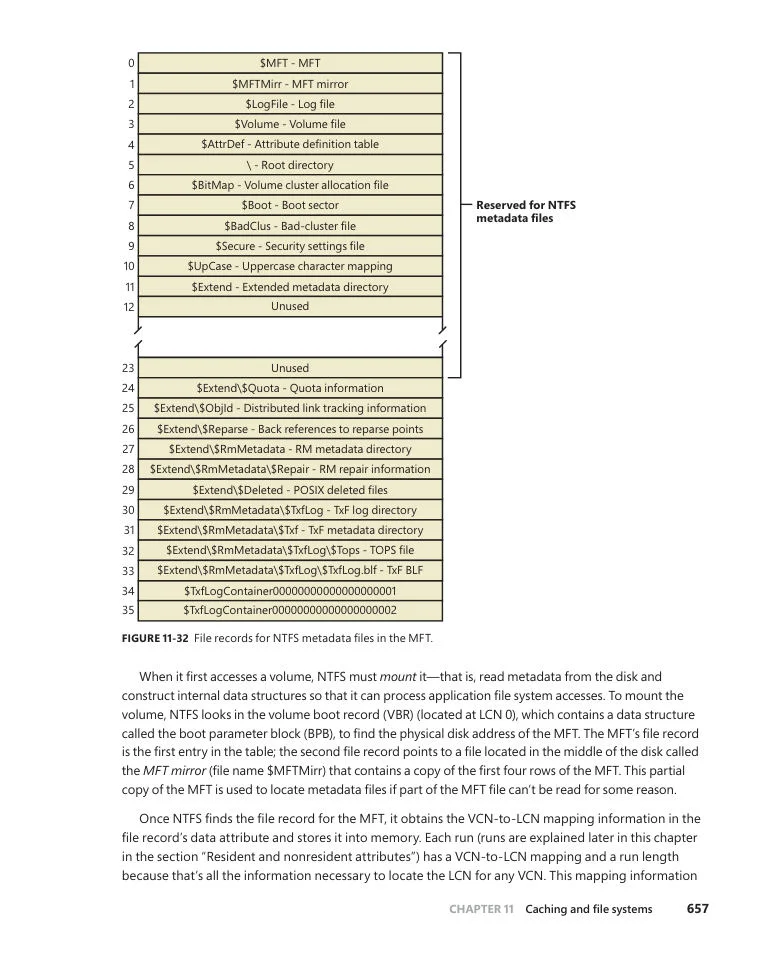 0 $MFT - MFT
1 $MFTMirr - MFT mirror
2 $LogFile - Log file
3 $Volume - Volume file
4 $AttrDef - Attribute definition table
5 \ - Root directory
6 $BitMap - Volume cluster allocation file
7 $Boot - Boot sector
8 $BadClus - Bad-cluster file
9 $Secure - Security settings file
10 $UpCase - Uppercase character mapping
11 $Extend - Extended metadata directory
12 Unused
Reserved for NTFS
metadata files
23 Unused
24 $Extend\$Quota - Quota information
25 $Extend\$ObjId - Distributed link tracking information
26 $Extend\$Reparse - Back references to reparse points
27 $Extend\$RmMetadata - RM metadata directory
28 $Extend\$RmMetadata\$Repair - RM repair information
29 $Extend\$Deleted - POSIX deleted files
30 $Extend\$RmMetadata\$TxfLog - TxF log directory
31 $Extend\$RmMetadata\$Txf - TxF metadata directory
32 $Extend\$RmMetadata\$TxfLog\$Tops - TOPS file
33 $Extend\$RmMetadata\$TxfLog\$TxfLog.blf - TxF BLF
34 $TxfLogContainer00000000000000000001
35 $TxfLogContainer00000000000000000002
FIGURE 11-32 File records for NTFS metadata files in the MFT.
When it first accesses a volume, NTFS must mount it—that is, read metadata from the disk and
construct internal data structures so that it can process application file system accesses. To mount the
volume, NTFS looks in the volume boot record (VBR) (located at LCN 0), which contains a data structure
called the boot parameter block (BPB), to find the physical disk address of the MFT. The MFT's file record
is the first entry in the table; the second file record points to a file located in the middle of the disk called
the MFT mirror (file name $MFTMirr) that contains a copy of the first four rows of the MFT. This partial
copy of the MFT is used to locate metadata files if part of the MFT file can't be read for some reason.
Once NTFS finds the file record for the MFT, it obtains the VCN-to-LCN mapping information in the
file record's data attribute and stores it into memory. Each run (runs are explained later in this chapter
in the section "Resident and nonresident attributes") has a VCN-to-LCN mapping and a run length
because that's all the information necessary to locate the LCN for any VCN. This mapping information
CHAPTER 11 Caching and file systems 657